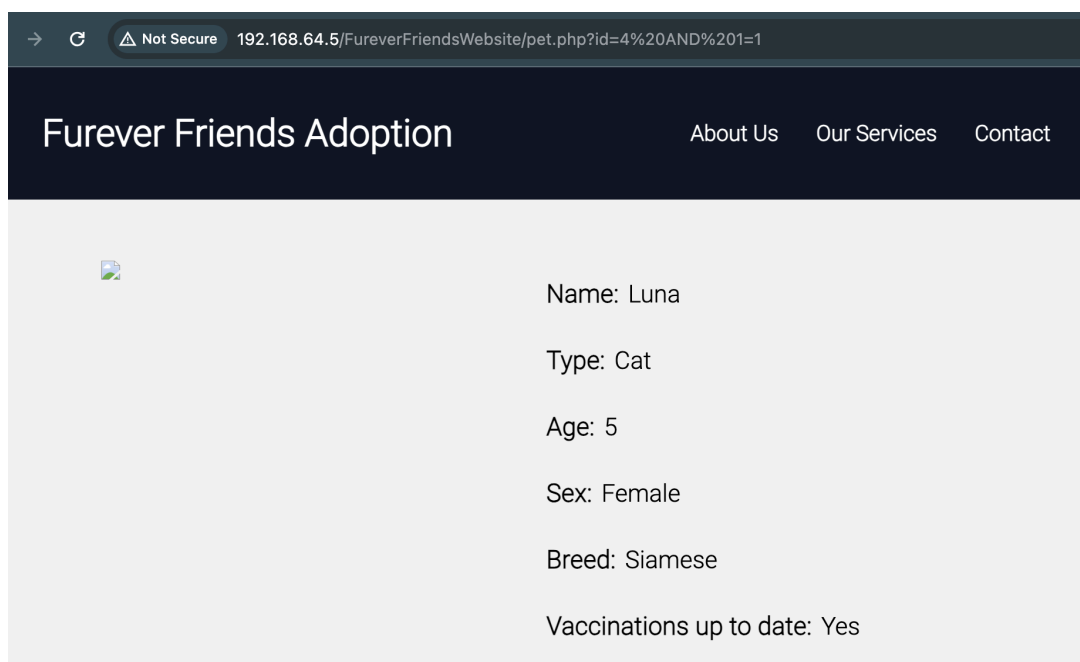 Not Secure 192.168.64.5/FureverFriendsWebsite/pet.php?id=4%20AND%201=1
Furever Friends Adoption About Us Our Services Contact
Name: Luna
Type: Cat
Age: 5
Sex: Female
Breed: Siamese
Vaccinations up to date: Yes